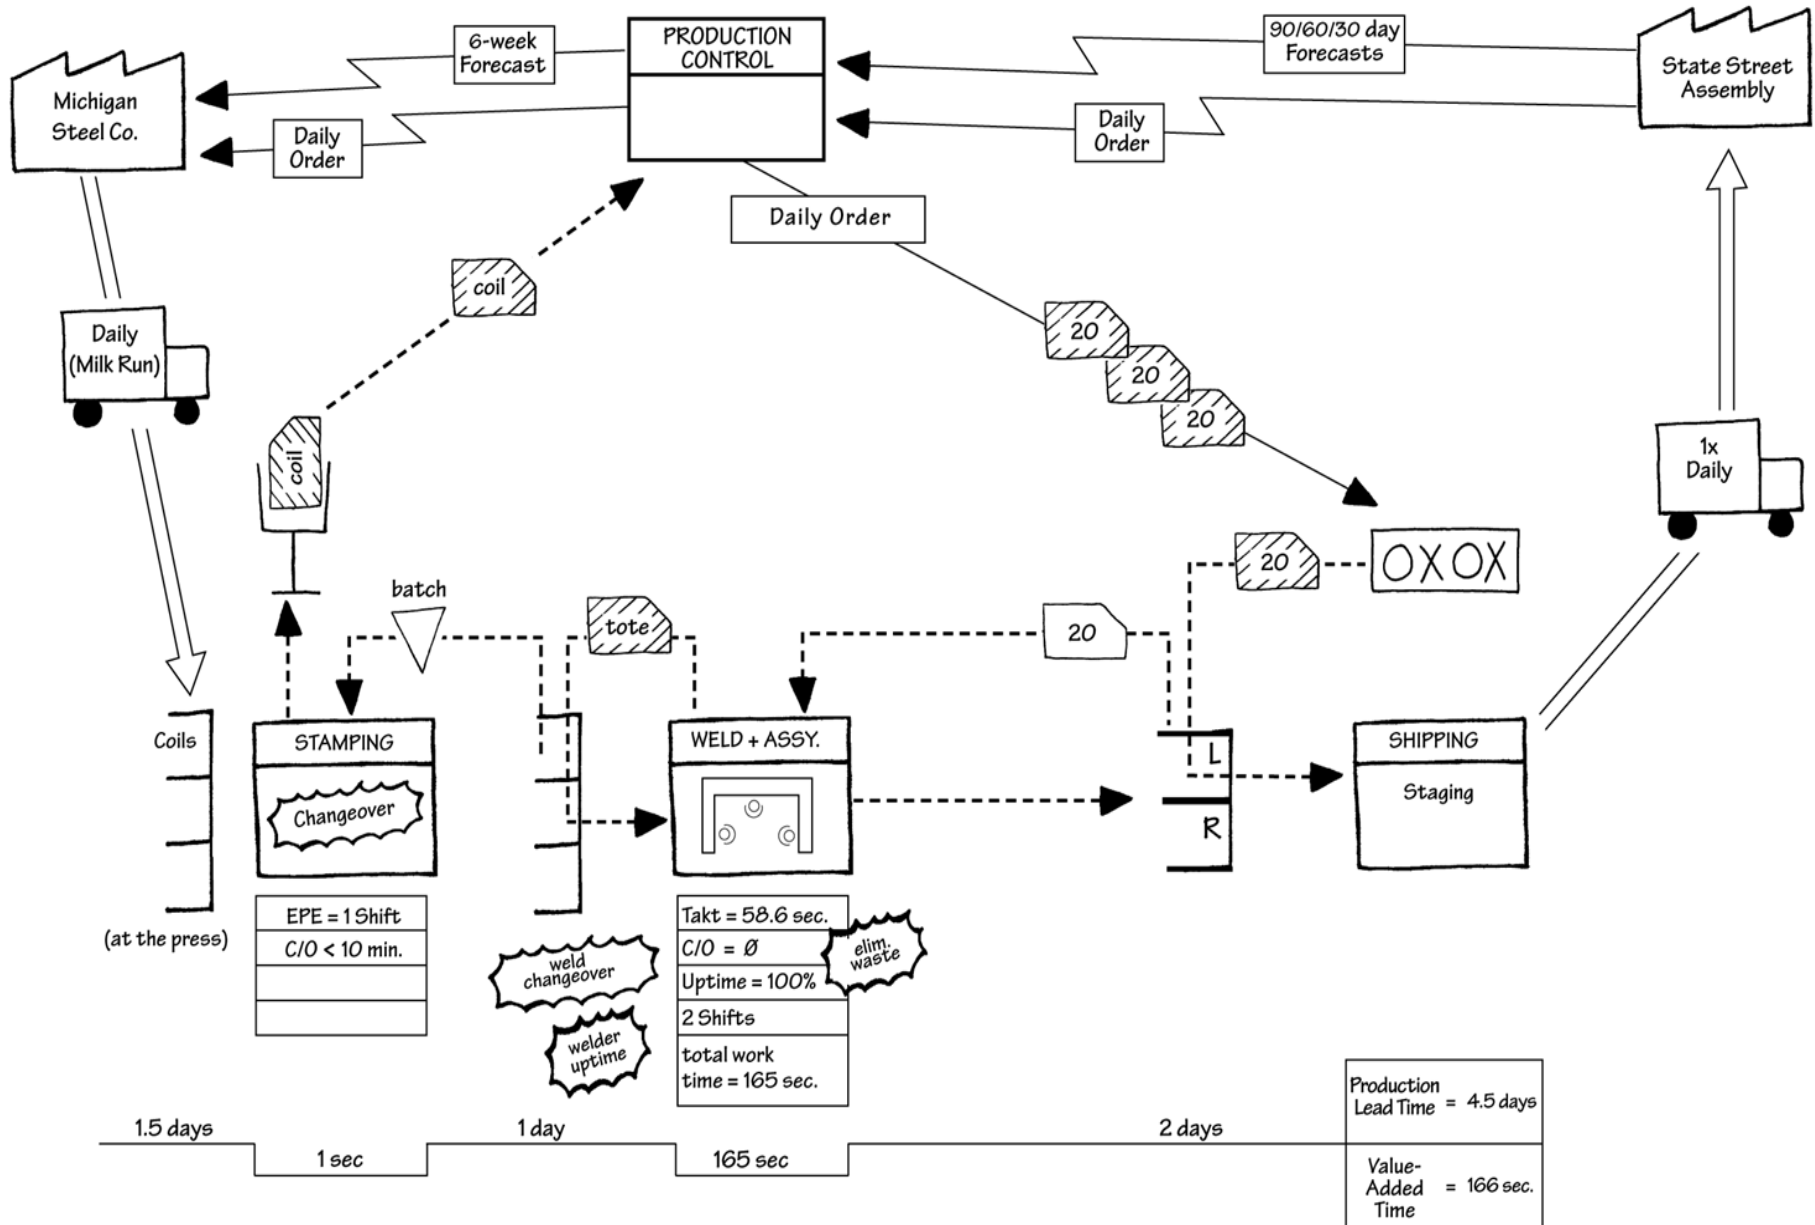 6-week
Forecast
PRODUCTION
CONTROL
90/60/30 day
Forecasts
Michigan
Steel Co.
State Street
Assembly
Daily
Order
Daily
Order
Daily Order
coil
Daily
(Milk Run)
20
20
20
coil
1x
Daily
20
OXOX
batch
tote
20
Coils
STAMPING
WELD + ASSY.
L
SHIPPING
Changeover
Staging
R
(at the press)
EPE = 1 Shift
C/O < 10 min.
Takt = 58.6 sec.
C/O = Ø
Uptime = 100%
2 Shifts
total work
time = 165 sec.
elim.
waste
weld
changeover
welder
uptime
1.5 days
1 sec
1 day
165 sec
2 days
Production
Lead Time = 4.5 days
Value-
Added = 166 sec.
Time